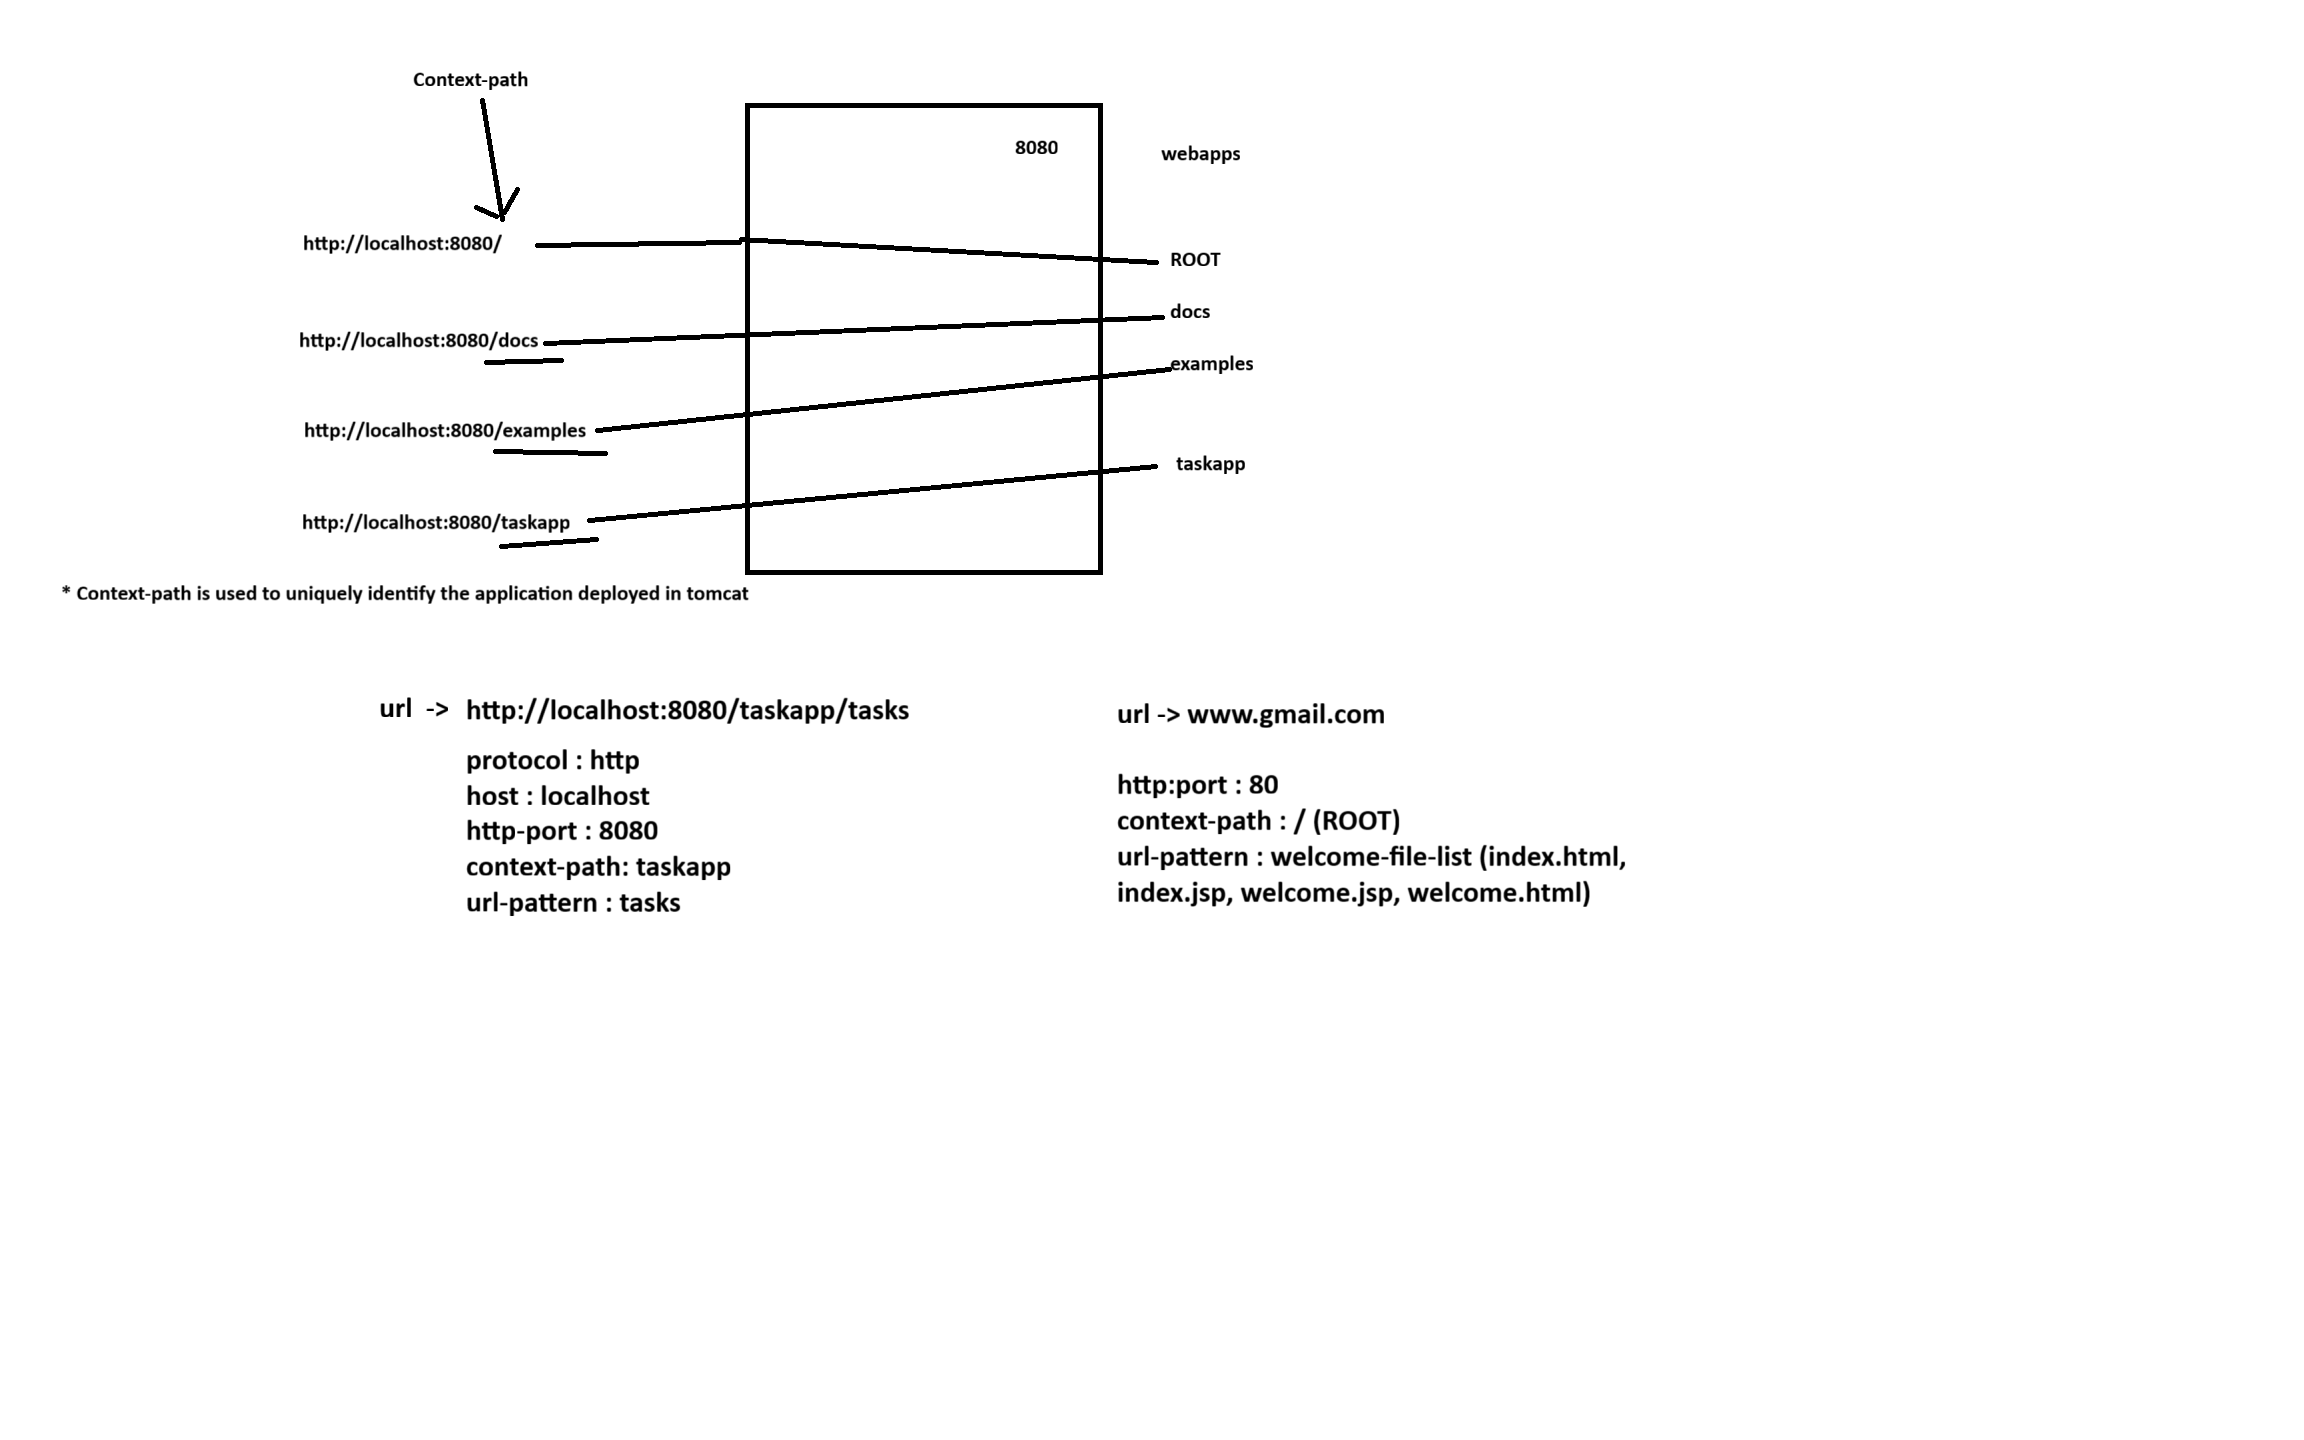 Context-path
8080
webapps
http://localhost:8080/
ROOT
docs
http://localhost:8080/docs
examples
http://localhost:8080/examples
taskapp
http://localhost:8080/taskapp
* Context-path is used to uniquely identify the application deployed in tomcat
url -> http://localhost:8080/taskapp/tasks
protocol : http
host : localhost
http-port : 8080
context-path: taskapp
url-pattern : tasks
url -> www.gmail.com
http:port : 80
context-path : / (ROOT)
url-pattern : welcome-file-list (index.html,
index.jsp, welcome.jsp, welcome.html)